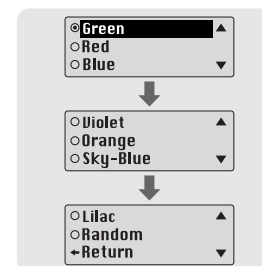 Green
Red
Blue
Violet
Orange
Sky-Blue
Lilac
Random
Return